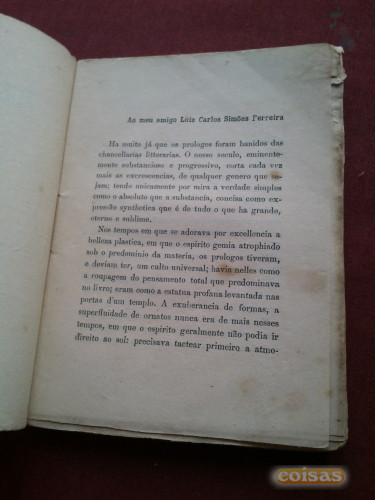 Ao meu amigo Luiz Carlos Simões Ferreira
Ha muito já que os prologos foram banidos das
chancellarias litterarias. O nosso seculo, eminente-
mente substancioso e progressivo, corta cada vez
mais as excrescencias, de qualquer genero que se-
jam; tendo unicamente por mira a verdade simples
como o absoluto que a substancía, concisa como ex-
pressão synthetica que é de tudo o que ha grande,
eterno e sublime.
Nos tempos em que se adorava por excellencia a
belleza plastica, em que o espirito gemia atrophiado
sob o predominio da materia, os prologos tiveram,
e deviam ter, um culto universal; havia nelles como
a roupagem do pensamento total que predominava
no livro; eram como a estatua profana levantada nas
portas d'um templo. A exuberancia de formas, a
superfluidade de ornatos nunca era de mais nesses
tempos, em que o espirito geralmente não podia ir
direito ao sol: precisava tactear primeiro a atmo-
coisas